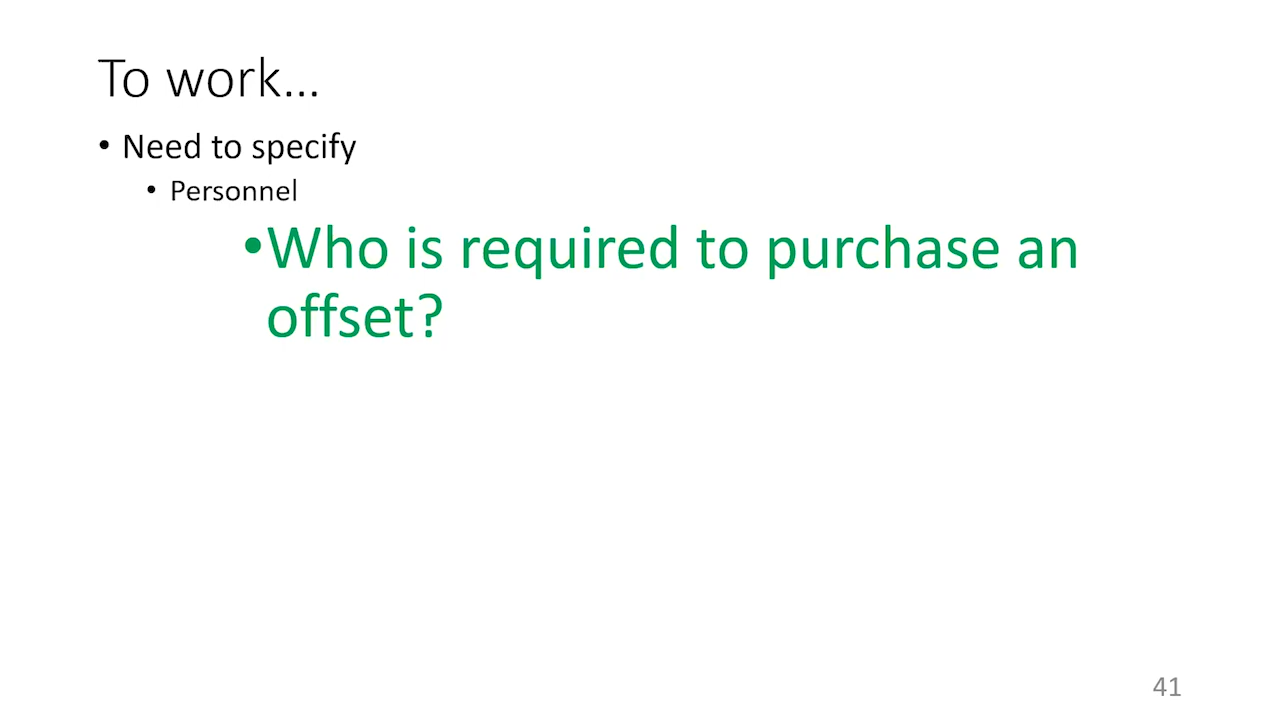 To work...
• Need to specify
• Personnel
•Who is required to purchase an
offset?
41